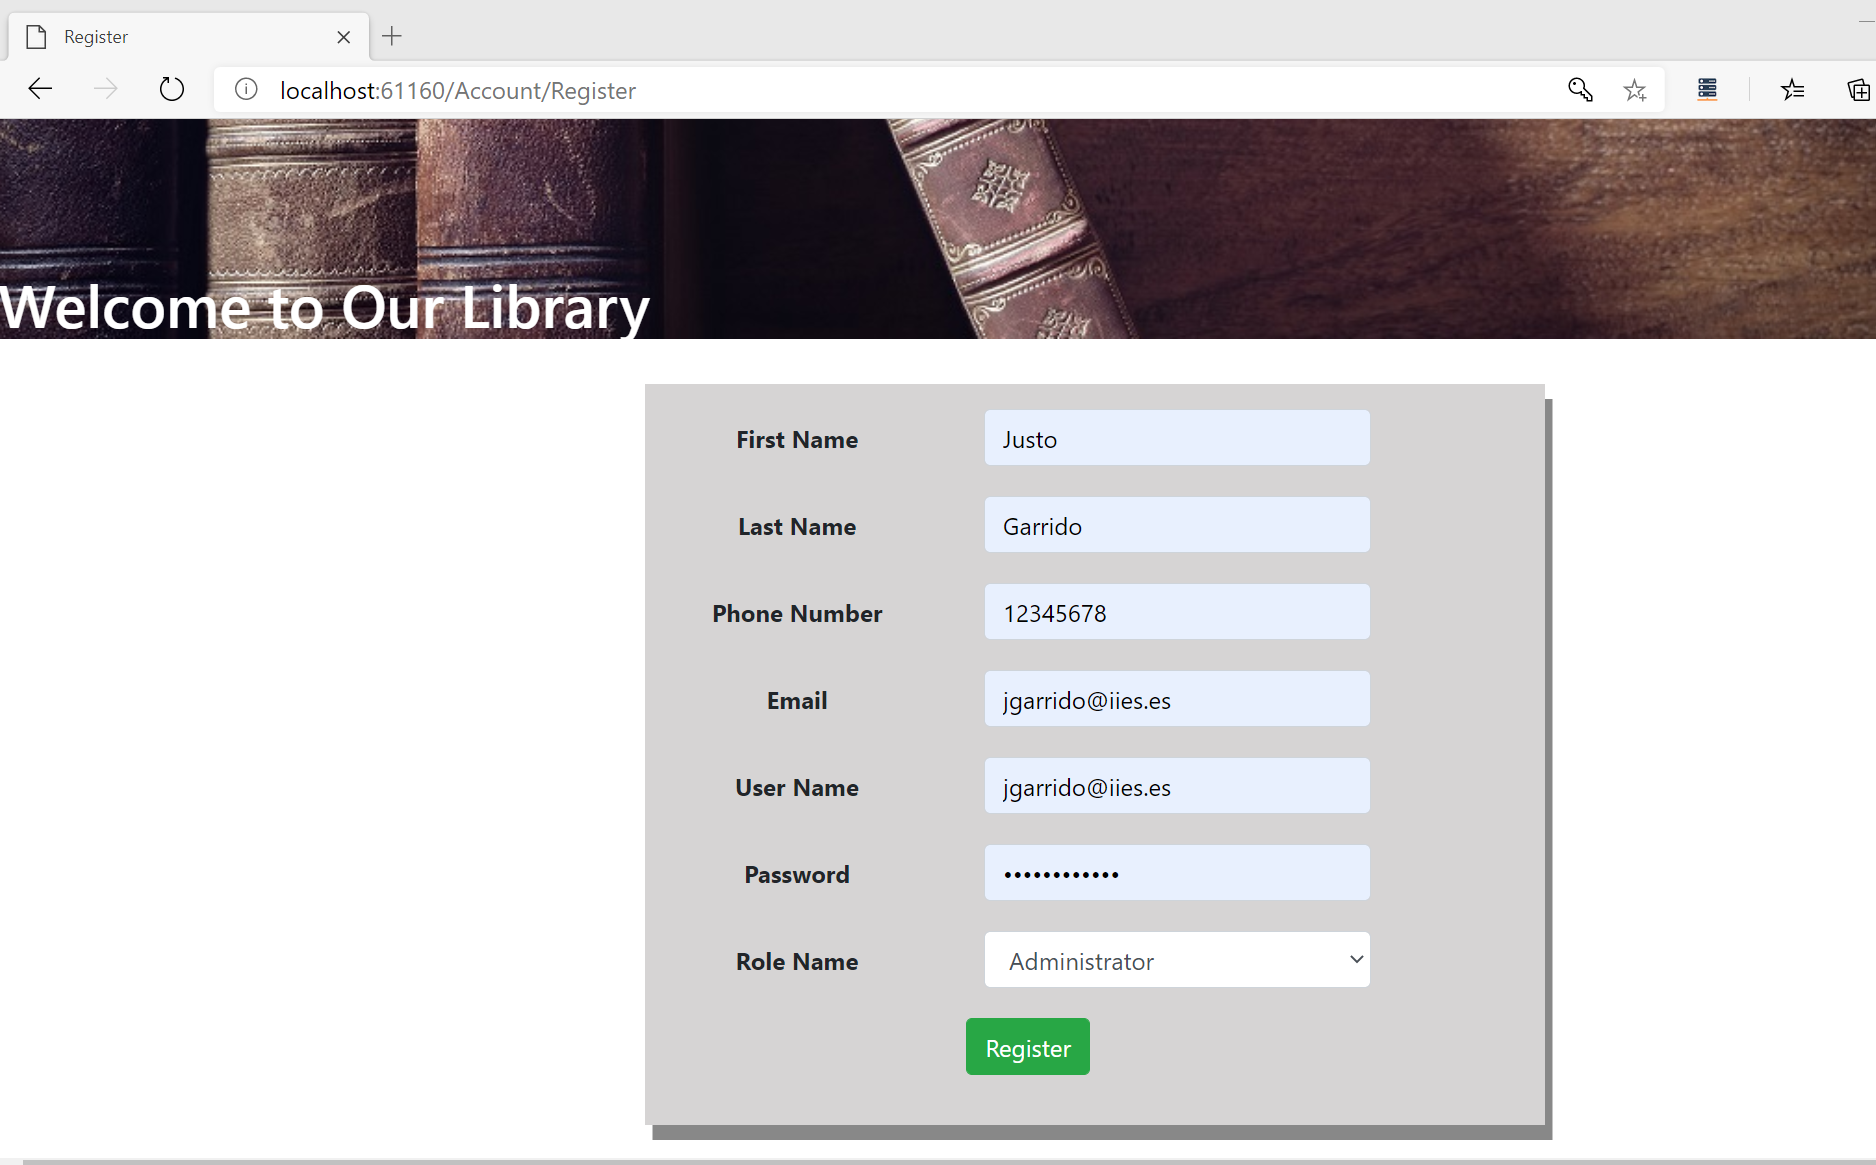 Register
localhost:61160/Account/Register
Welcome to Our Library
First Name Justo
Last Name Garrido
Phone Number 12345678
Email jgarrido@iies.es
User Name jgarrido@iies.es
Password ••••••••••••
Role Name Administrator
Register